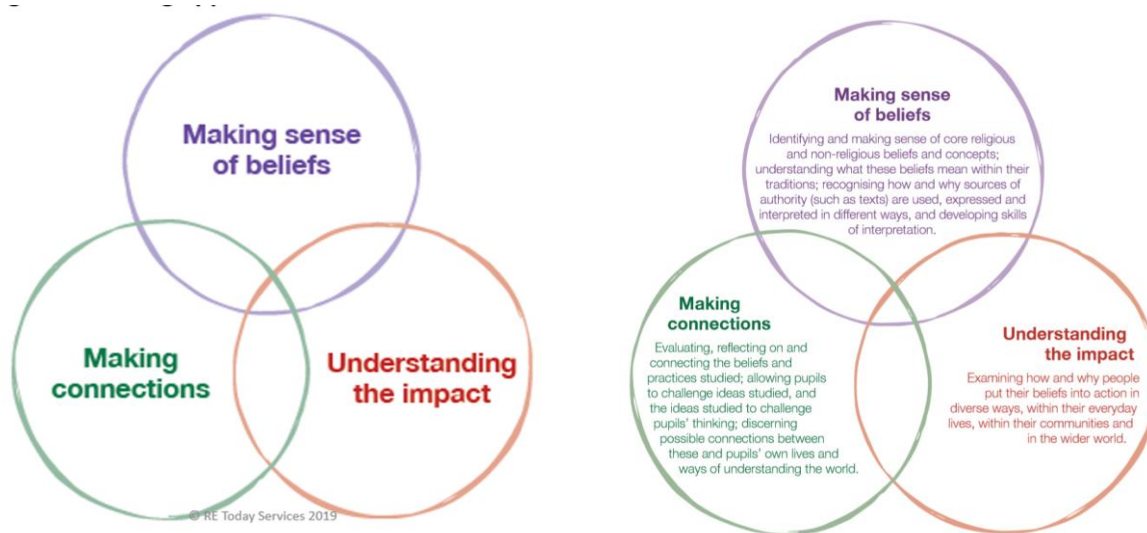 Making sense
of beliefs
Making
connections
Understanding
the impact
© RE Today Services 2019
Making sense
of beliefs
Identifying and making sense of core religious
and non-religious beliefs and concepts;
understanding what these beliefs mean within their
traditions; recognising how and why sources of
authority (such as texts) are used, expressed and
interpreted in different ways, and developing skills
of interpretation.
Making
connections
Evaluating, reflecting on and
connecting the beliefs and
practices studied; allowing pupils
to challenge ideas studied, and
the ideas studied to challenge
pupils' thinking; discerning
possible connections between
these and pupils' own lives and
ways of understanding the world.
Understanding
the impact
Examining how and why people
put their beliefs into action in
diverse ways, within their everyday
lives, within their communities and
in the wider world.